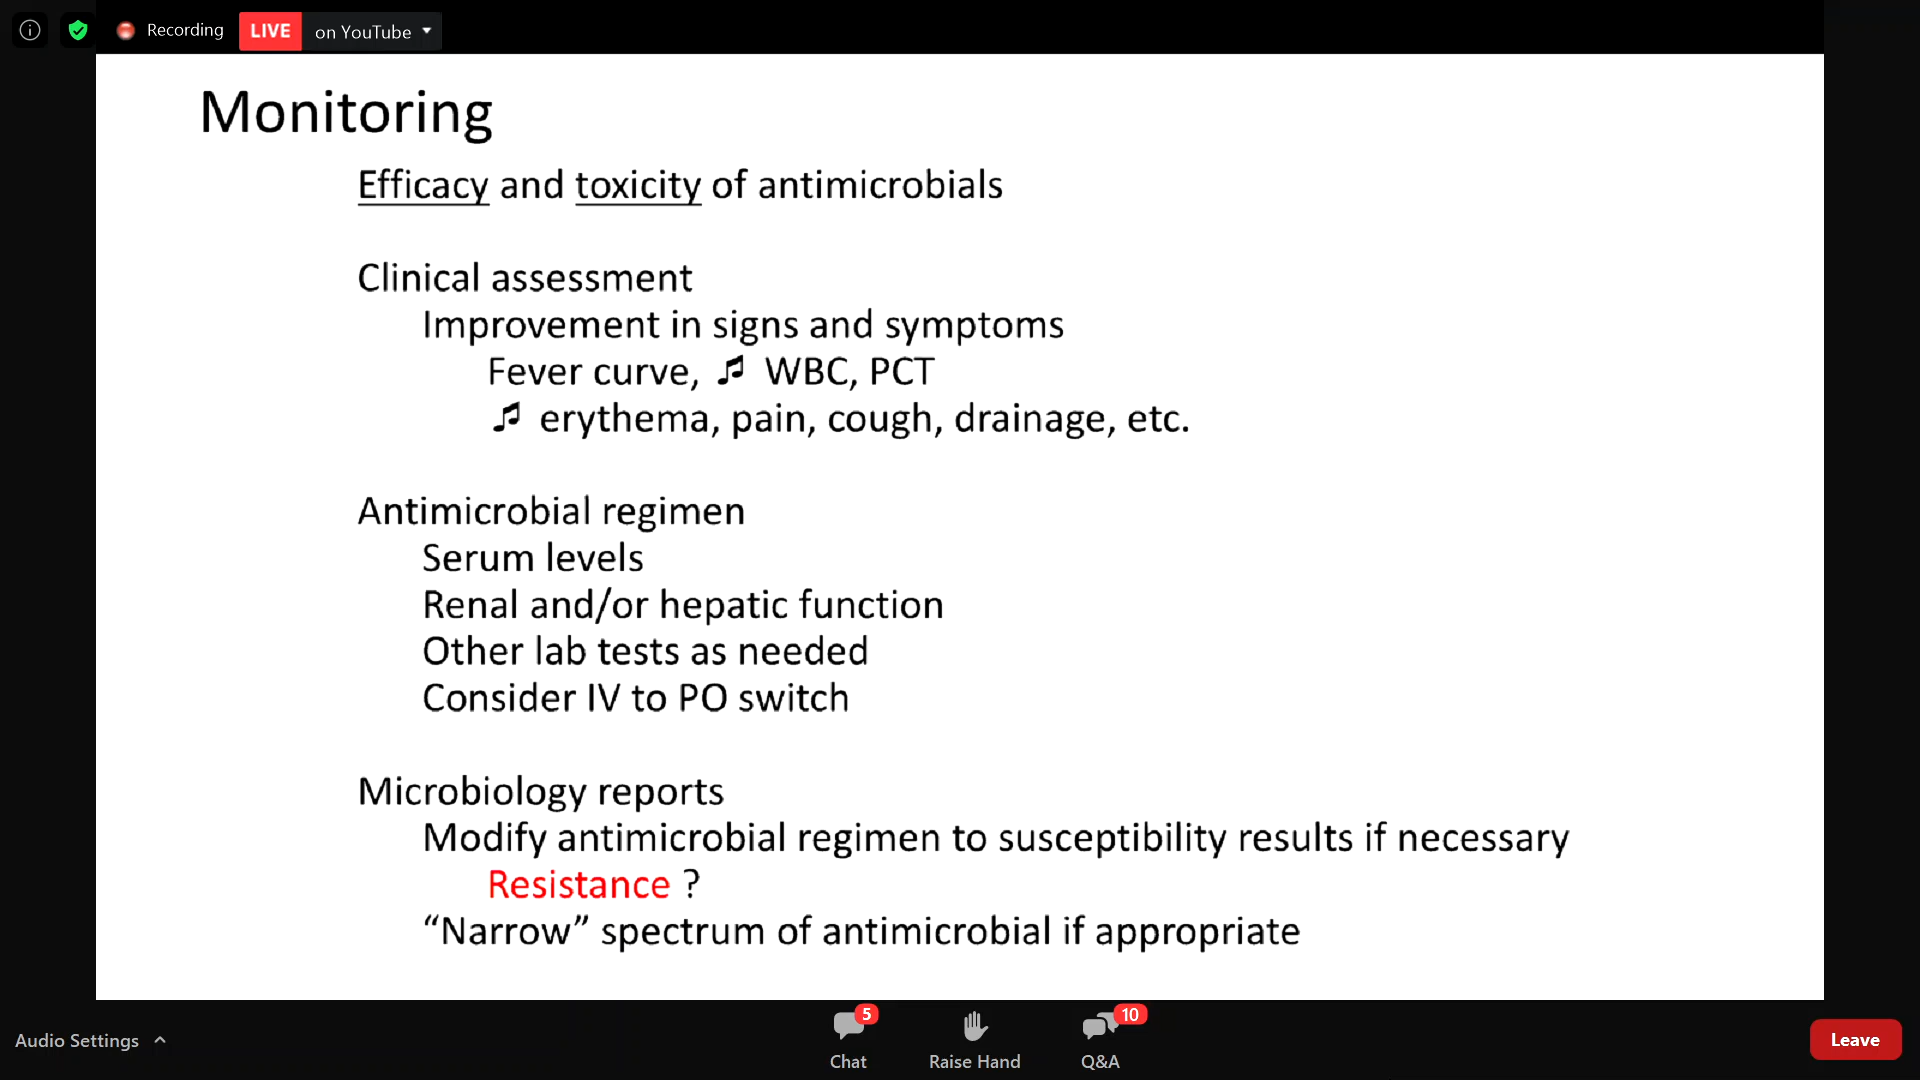 Recording LIVE on YouTube
Monitoring
Efficacy and toxicity of antimicrobials
Clinical assessment
Improvement in signs and symptoms
Fever curve, ♫ WBC, PCT
♫ erythema, pain, cough, drainage, etc.
Antimicrobial regimen
Serum levels
Renal and/or hepatic function
Other lab tests as needed
Consider IV to PO switch
Microbiology reports
Modify antimicrobial regimen to susceptibility results if necessary
Resistance ?
“Narrow” spectrum of antimicrobial if appropriate
5 10
Audio Settings Chat Raise Hand Q&A Leave